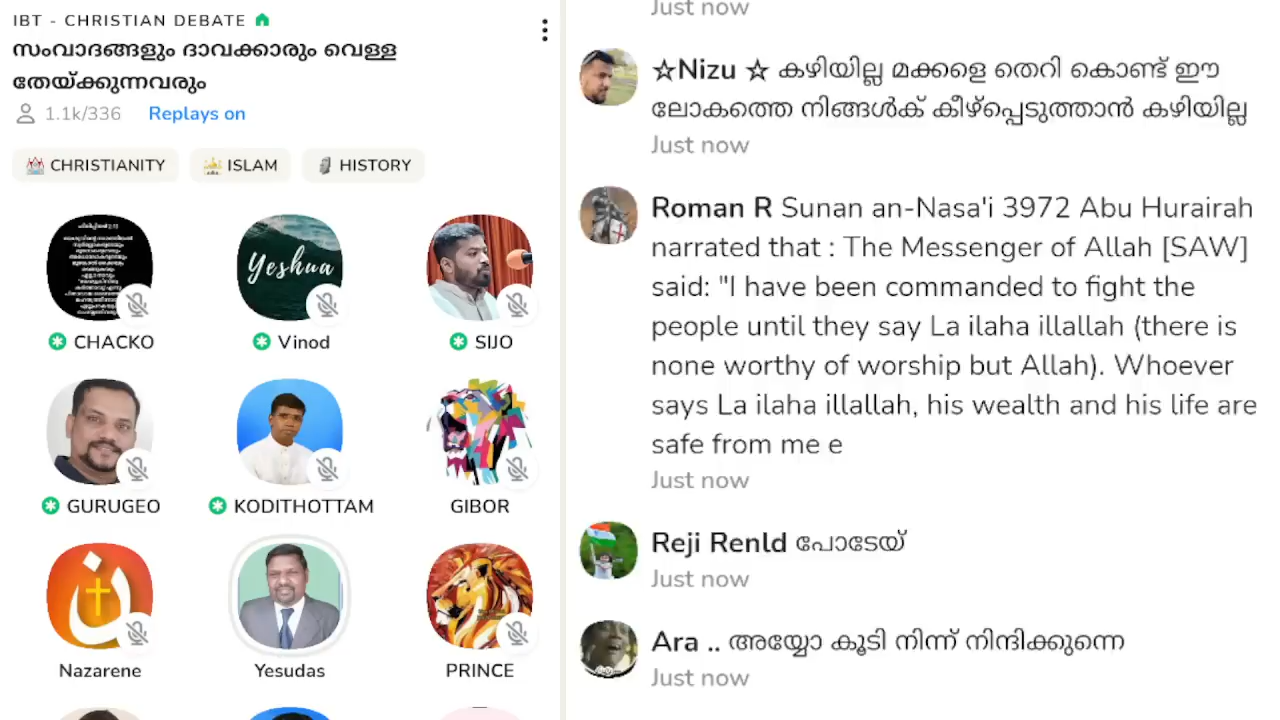 IBT - CHRISTIAN DEBATE
സംവാദങ്ങളും ദാവക്കാരും വെള്ള
തേയ്ക്കുന്നവരും
1.1k/336 Replays on
CHRISTIANITY ISLAM HISTORY
Yeshua
CHACKO Vinod SIJO
GURUGEO KODITHOTTAM GIBOR
Nazarene Yesudas PRINCE
Just now
☆Nizu ☆ കഴിയില്ല മക്കളെ തെറി കൊണ്ട് ഈ
ലോകത്തെ നിങ്ങൾക് കീഴ്പ്പെടുത്താൻ കഴിയില്ല
Just now
Roman R Sunan an-Nasa'i 3972 Abu Hurairah
narrated that : The Messenger of Allah [SAW]
said: "I have been commanded to fight the
people until they say La ilaha illallah (there is
none worthy of worship but Allah). Whoever
says La ilaha illallah, his wealth and his life are
safe from me e
Just now
Reji Renld പോടേയ്
Just now
Ara .. അയ്യോ കൂടി നിന്ന് നിന്ദിക്കുന്നെ
Just now